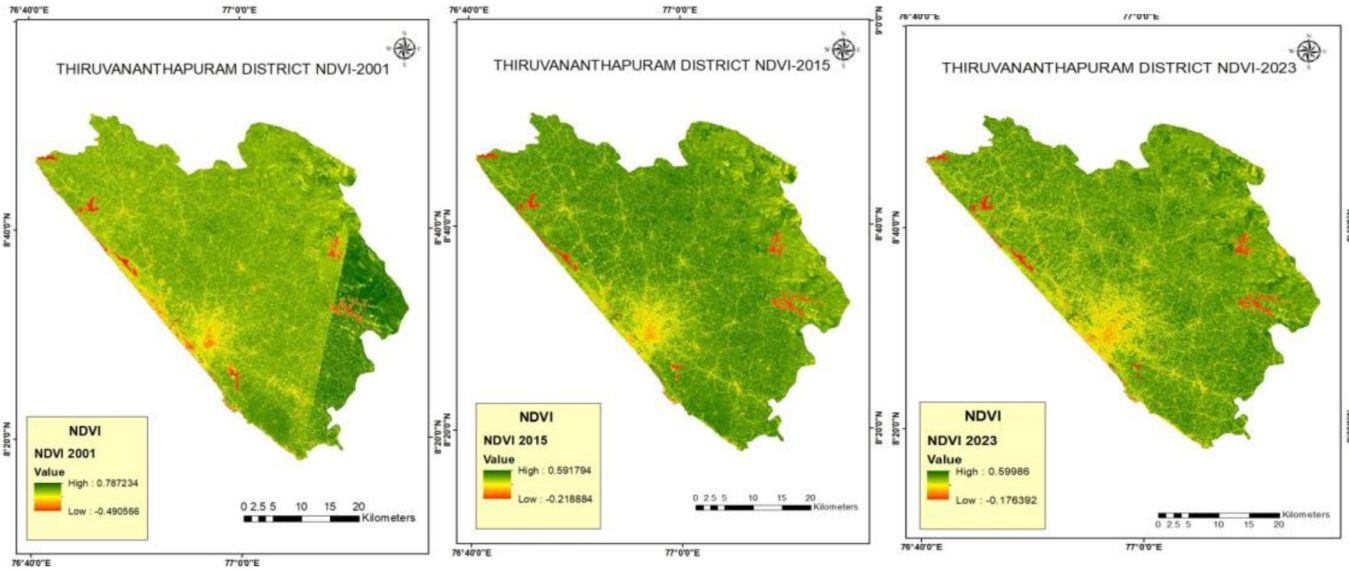 76°40'0"E 77°0'0"E
THIRUVANANTHAPURAM DISTRICT NDVI-2001
N
W E
S
8°40'0"N
8°20'0"N
NDVI
NDVI 2001
Value
High : 0.787234
Low : -0.490566
0 2.5 5 10 15 20
Kilometers
76°40'0"E 77°0'0"E
76°40'0"E 77°0'0"E
THIRUVANANTHAPURAM DISTRICT NDVI-2015
N
W E
S
8°40'0"N
8°20'0"N
NDVI
NDVI 2015
Value
High : 0.591794
Low : -0.218884
0 2.5 5 10 15 20
Kilometers
76°40'0"E 77°0'0"E
THIRUVANANTHAPURAM DISTRICT NDVI-2023
N
W E
S
8°40'0"N
8°20'0"N
NDVI
NDVI 2023
Value
High : 0.59986
Low : -0.176392
Kilometers
0 2.5 5 10 15 20
76°40'0"E 77°0'0"E